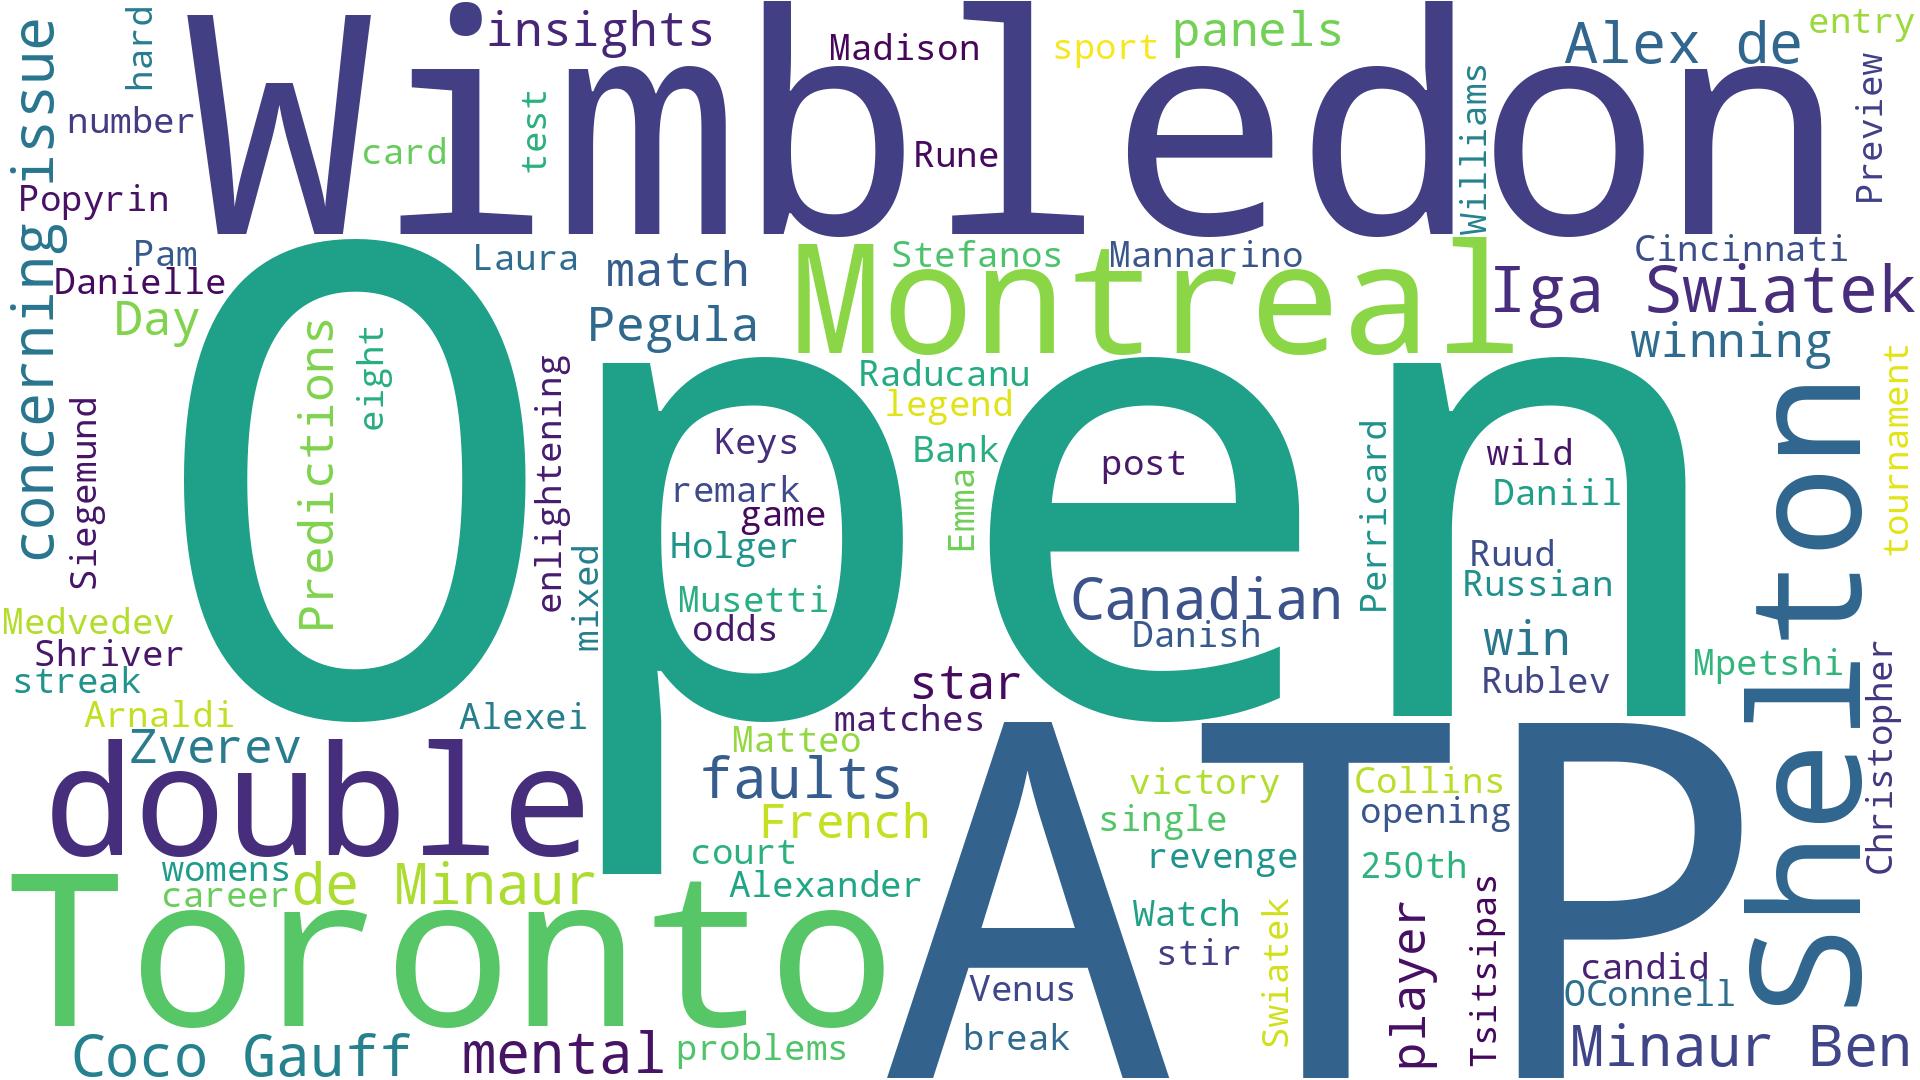 Wimbledon
Open
ATP
Toronto
Montreal
Shelton
double
concerning issue
hard
insights
Madison
sport
panels
Alex de
entry
number
card
test
Rune
Williams
Preview
Popyrin
Pam
Danielle
Day
Laura
match
Pegula
Stefanos
Mannarino
Cincinnati
Iga Swiatek
winning
Predictions
eight
enlightening
Siegemund
Raducanu
legend
Keys
Bank
post
wild
Daniil
tournament
remark
game
Emma
Perricard
Holger
Ruud
Russian
mixed
Musetti
odds
Canadian
Danish
win
Rublev
Mpetshi
Medvedev
Shriver
streak
Arnaldi
Alexei
star
matches
Zverev
Matteo
faults
French
victory
Collins
opening
single
Christopher
womens
career
de Minaur
court
Alexander
revenge
250th
Watch
stir
Swiatek
player
Tsitsipas
candid
OConnell
Venus
break
Coco Gauff
mental
problems
Minaur Ben